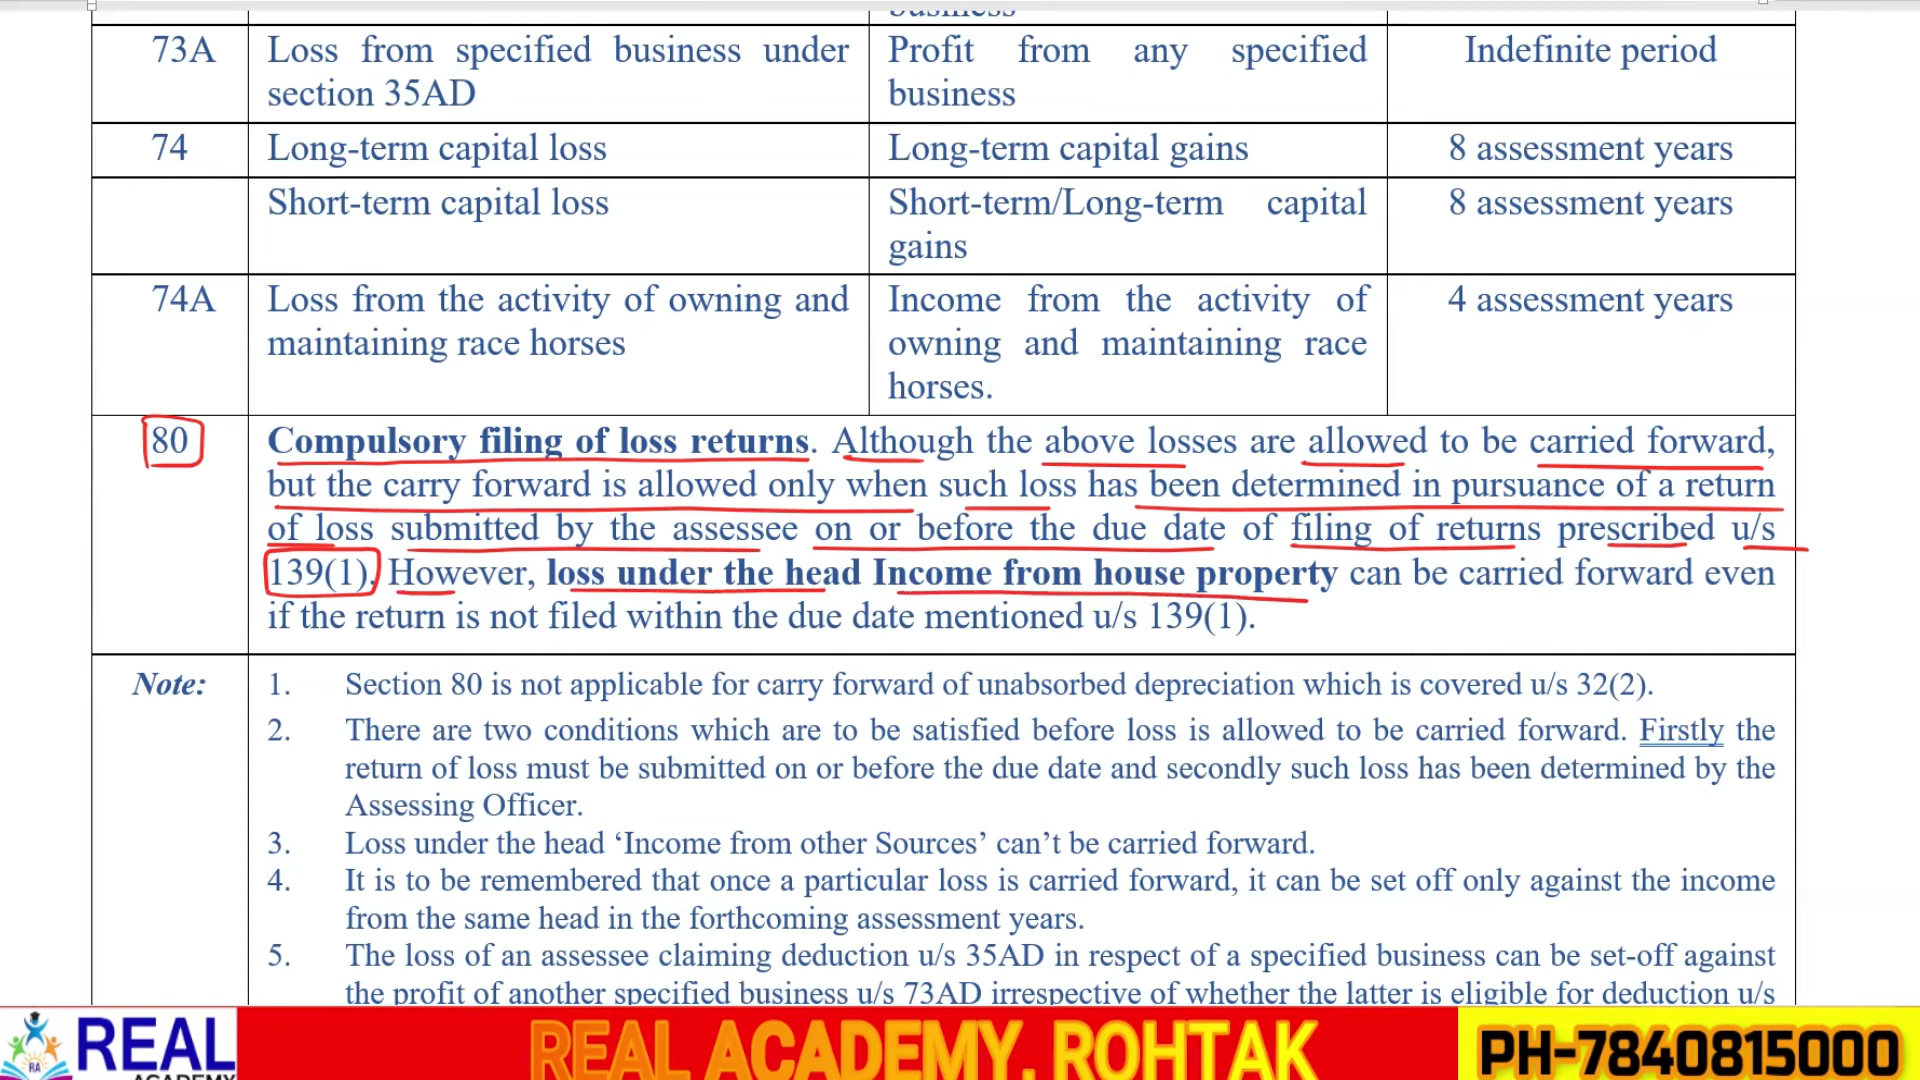 business
73A Loss from specified business under Profit from any specified Indefinite period
section 35AD business
74 Long-term capital loss Long-term capital gains 8 assessment years
Short-term capital loss Short-term/Long-term capital 8 assessment years
gains
74A Loss from the activity of owning and Income from the activity of 4 assessment years
maintaining race horses owning and maintaining race
horses.
80 Compulsory filing of loss returns. Although the above losses are allowed to be carried forward,
but the carry forward is allowed only when such loss has been determined in pursuance of a return
of loss submitted by the assessee on or before the due date of filing of returns prescribed u/s
139(1). However, loss under the head Income from house property can be carried forward even
if the return is not filed within the due date mentioned u/s 139(1).
Note: 1. Section 80 is not applicable for carry forward of unabsorbed depreciation which is covered u/s 32(2).
2. There are two conditions which are to be satisfied before loss is allowed to be carried forward. Firstly the
return of loss must be submitted on or before the due date and secondly such loss has been determined by the
Assessing Officer.
3. Loss under the head ‘Income from other Sources’ can’t be carried forward.
4. It is to be remembered that once a particular loss is carried forward, it can be set off only against the income
from the same head in the forthcoming assessment years.
5. The loss of an assessee claiming deduction u/s 35AD in respect of a specified business can be set-off against
the profit of another specified business u/s 73AD irrespective of whether the latter is eligible for deduction u/s
RA REAL REAL ACADEMY, ROHTAK PH-7840815000
ACADEMY